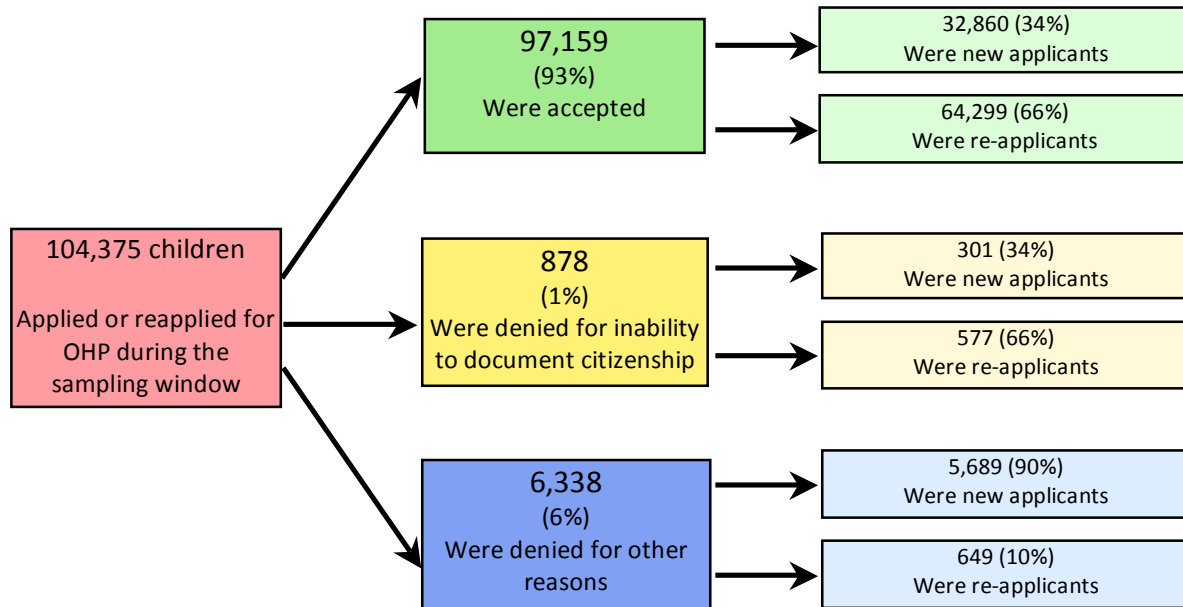 104,375 children
Applied or reapplied for
OHP during the
sampling window
97,159
(93%)
Were accepted
32,860 (34%)
Were new applicants
64,299 (66%)
Were re-applicants
878
(1%)
Were denied for inability
to document citizenship
301 (34%)
Were new applicants
577 (66%)
Were re-applicants
6,338
(6%)
Were denied for other
reasons
5,689 (90%)
Were new applicants
649 (10%)
Were re-applicants